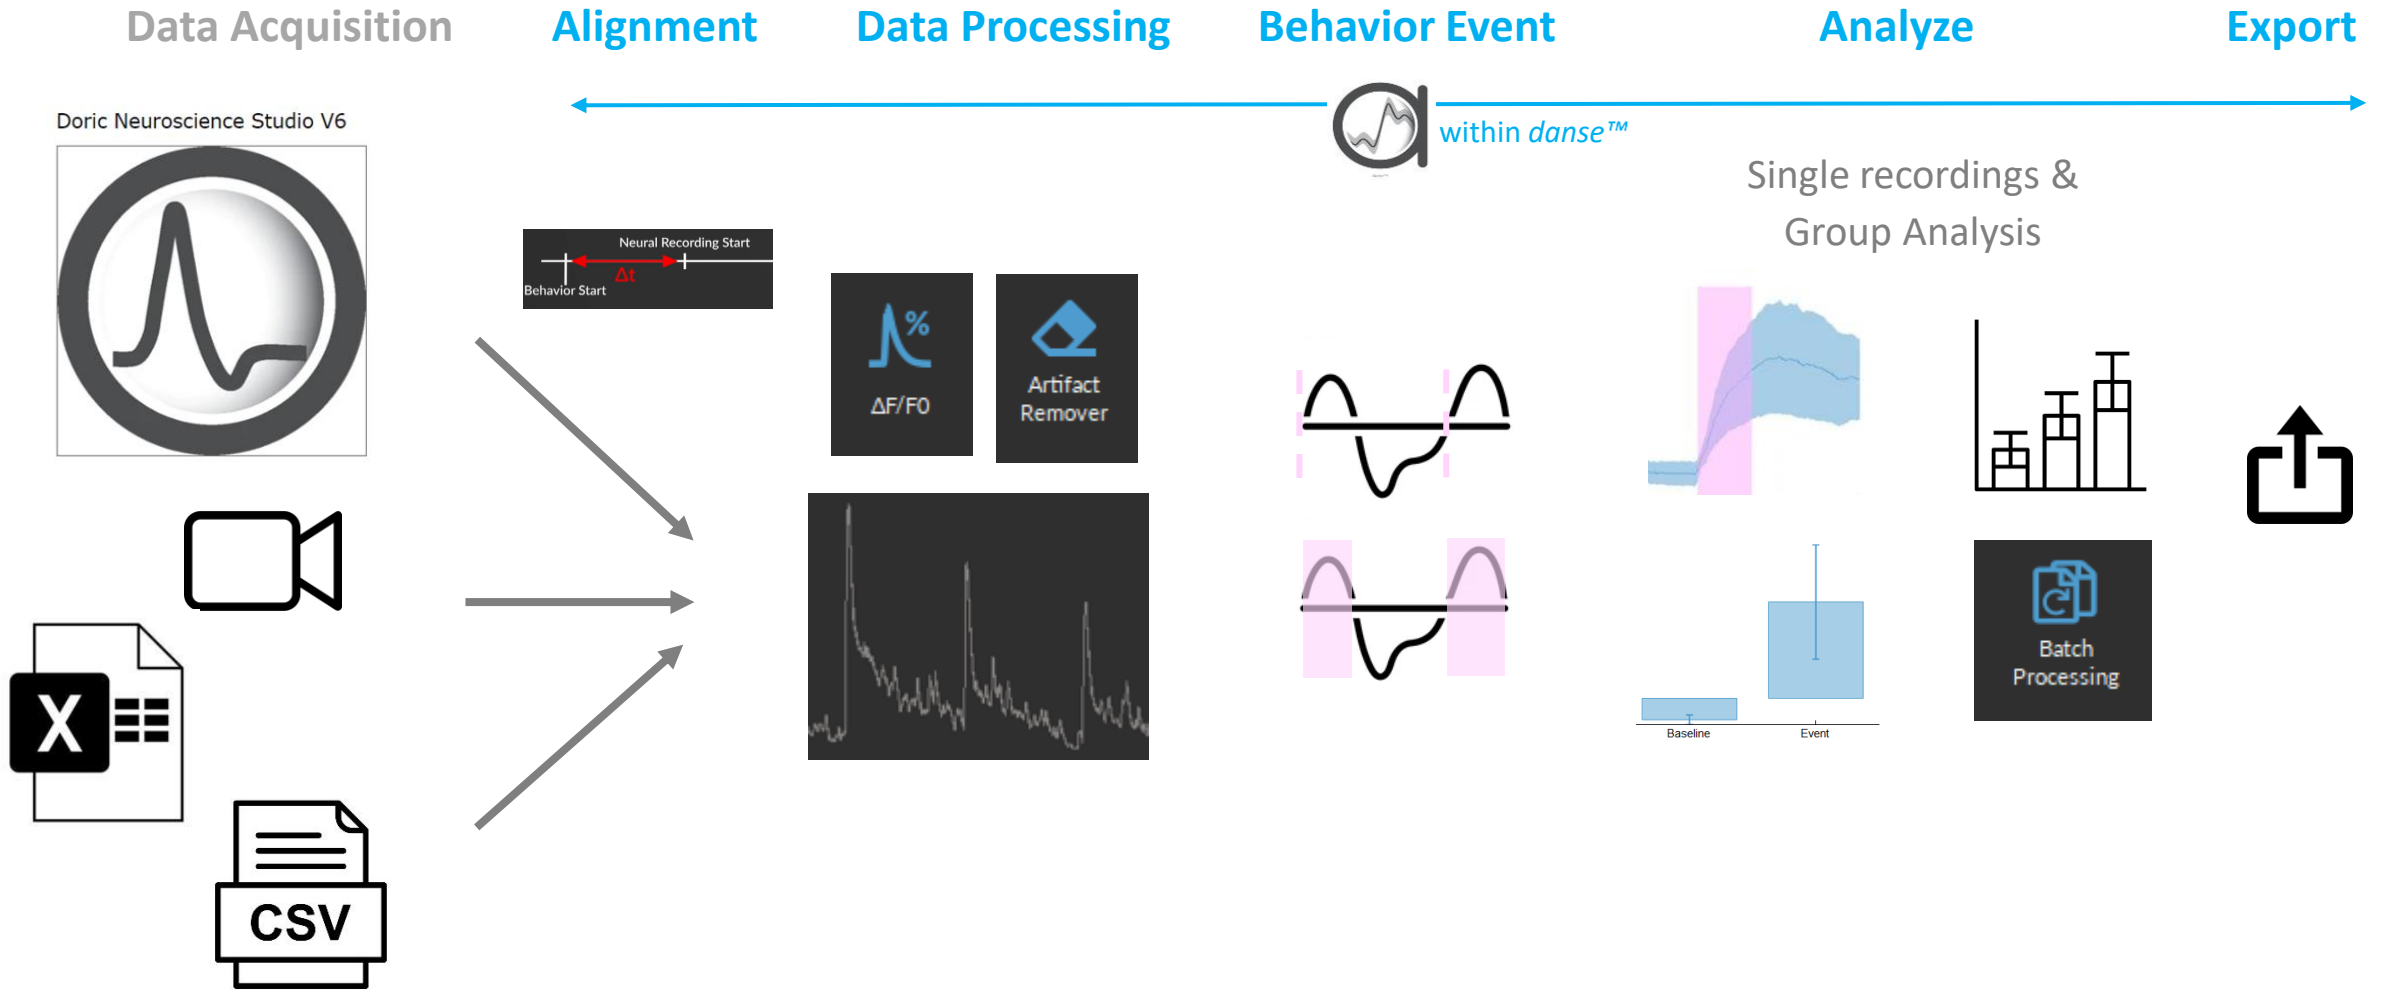 Data Acquisition
Alignment
Data Processing
Behavior Event
Analyze
Export
within danse™
Doric Neuroscience Studio V6
Single recordings &
Group Analysis
Neural Recording Start
Δt
Behavior Start
%
ΔF/F0
Artifact
Remover
X
CSV
Baseline
Event
Batch
Processing